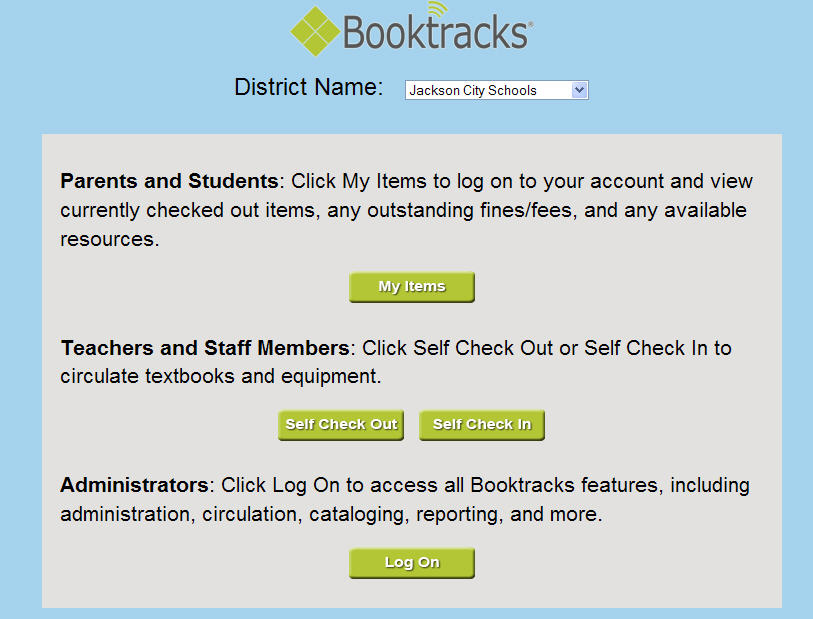 Booktracks®
District Name: Jackson City Schools
Parents and Students: Click My Items to log on to your account and view
currently checked out items, any outstanding fines/fees, and any available
resources.
My Items
Teachers and Staff Members: Click Self Check Out or Self Check In to
circulate textbooks and equipment.
Self Check Out Self Check In
Administrators: Click Log On to access all Booktracks features, including
administration, circulation, cataloging, reporting, and more.
Log On